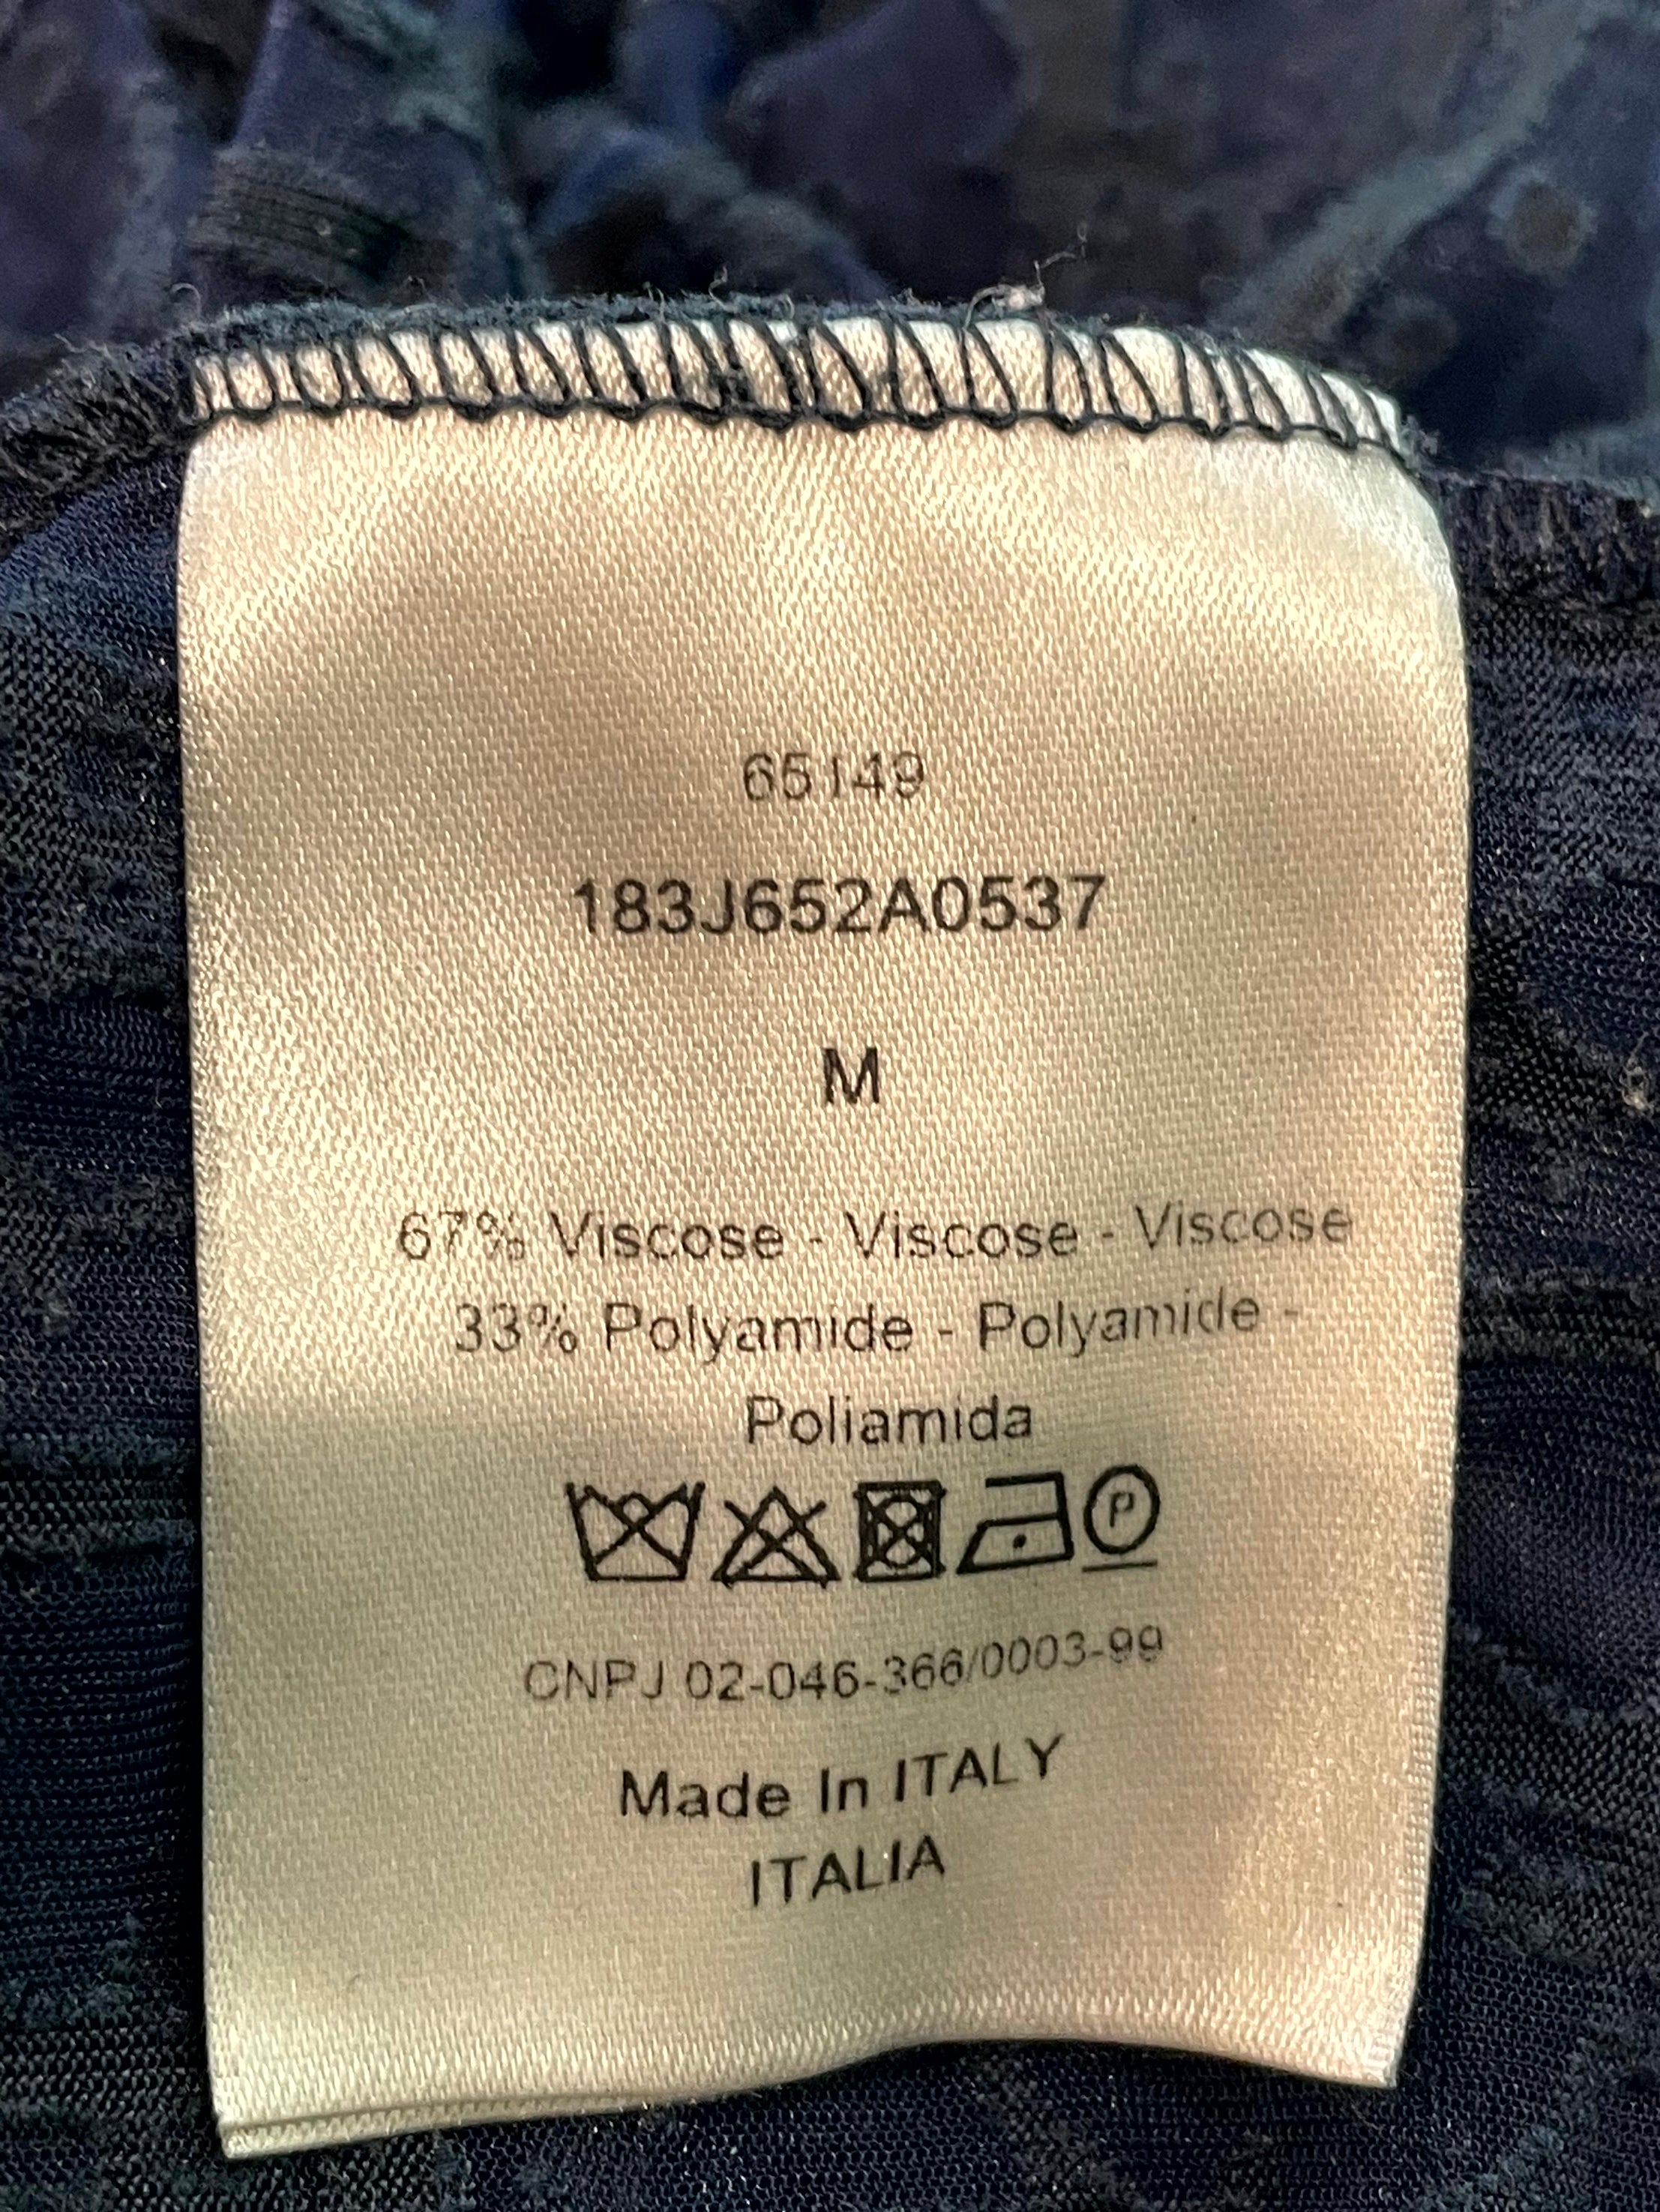 65149
183J652A0537
M
67% Viscose - Viscose - Viscose
33% Polyamide - Polyamide -
Poliamida
P
CNPJ 02-046-366/0003-99
Made In ITALY
ITALIA